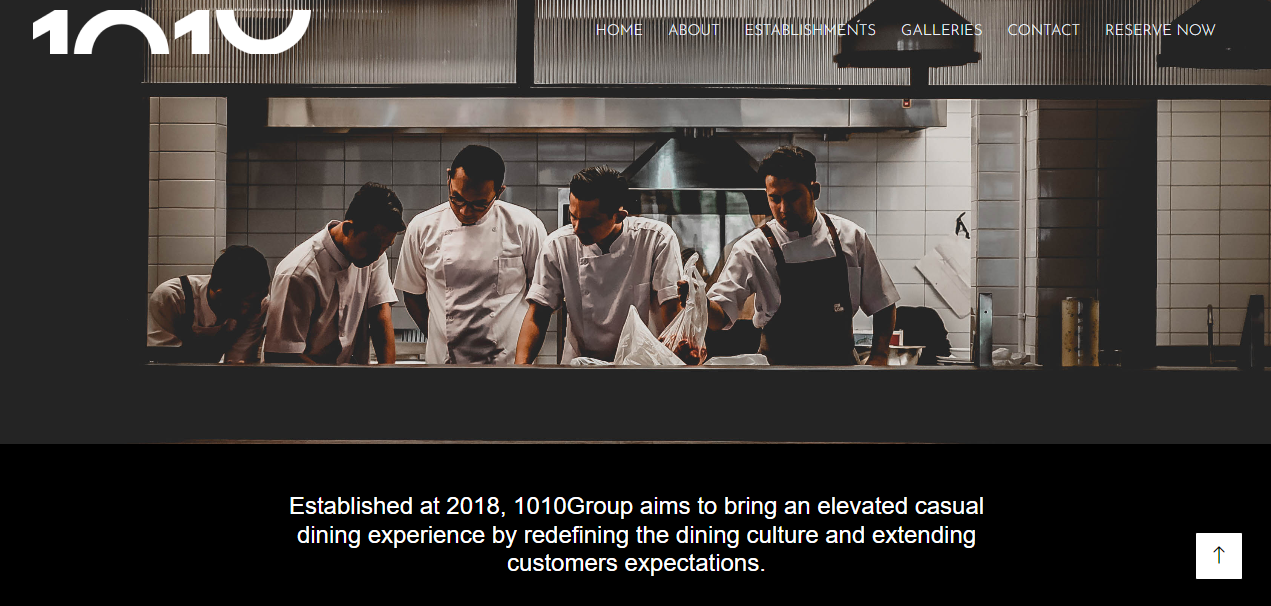 1010
HOME ABOUT ESTABLISHMENTS GALLERIES CONTACT RESERVE NOW
Established at 2018, 1010Group aims to bring an elevated casual
dining experience by redefining the dining culture and extending
customers expectations.